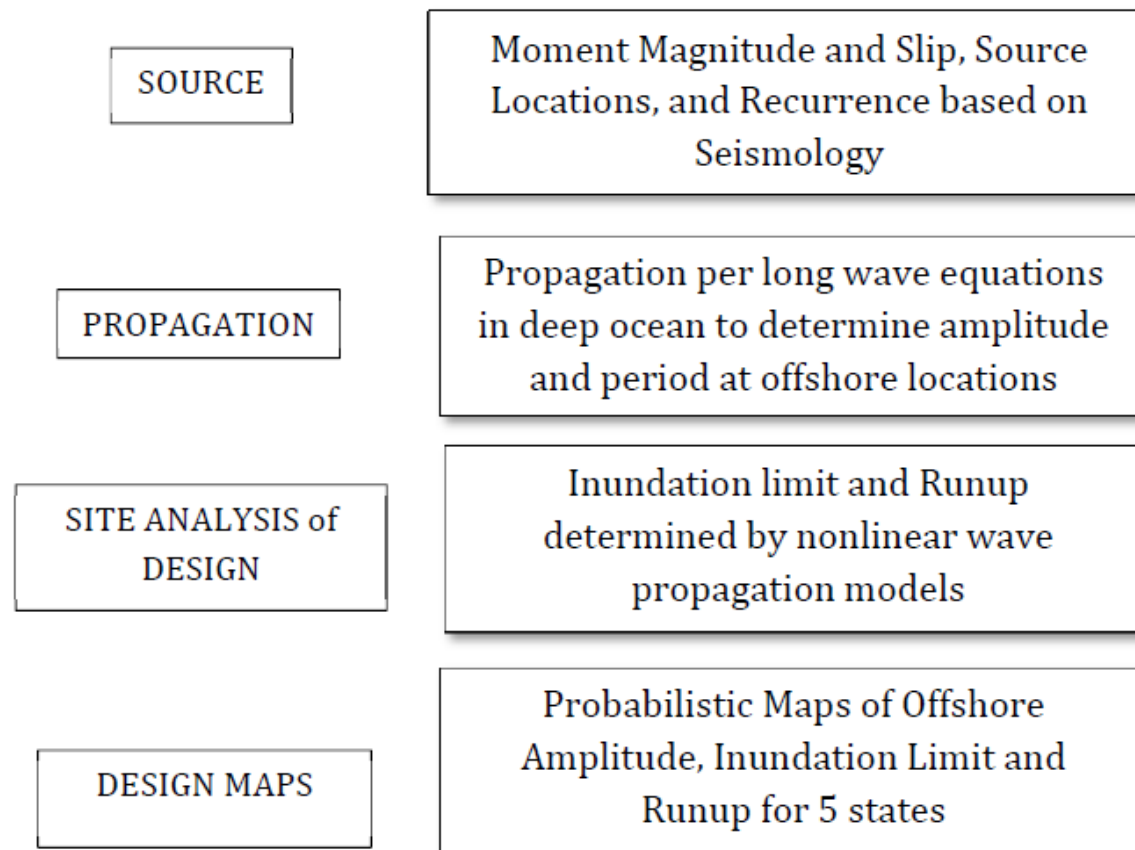 SOURCE
Moment Magnitude and Slip, Source
Locations, and Recurrence based on
Seismology
PROPAGATION
Propagation per long wave equations
in deep ocean to determine amplitude
and period at offshore locations
SITE ANALYSIS of
DESIGN
Inundation limit and Runup
determined by nonlinear wave
propagation models
DESIGN MAPS
Probabilistic Maps of Offshore
Amplitude, Inundation Limit and
Runup for 5 states